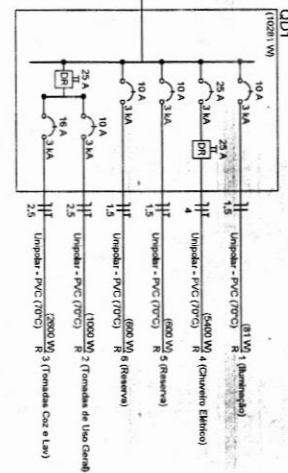 QD1
(10281 W)
10 A
3 kA
1,5
Unipolar - PVC (70°C)
(81 W)
R
1 (Iluminação)
25 A
3 kA
25 A
DR
4
Unipolar - PVC (70°C)
(5400 W)
R
4 (Chuveiro Elétrico)
10 A
3 kA
1,5
Unipolar - PVC (70°C)
(600 W)
R
5 (Reserva)
10 A
3 kA
1,5
Unipolar - PVC (70°C)
(600 W)
R
6 (Reserva)
25 A
DR
10 A
3 kA
2,5
Unipolar - PVC (70°C)
(1000 W)
R
2 (Tomadas de Uso Geral)
16 A
3 kA
2,5
Unipolar - PVC (70°C)
(2600 W)
R
3 (Tomadas Coz e Lav)